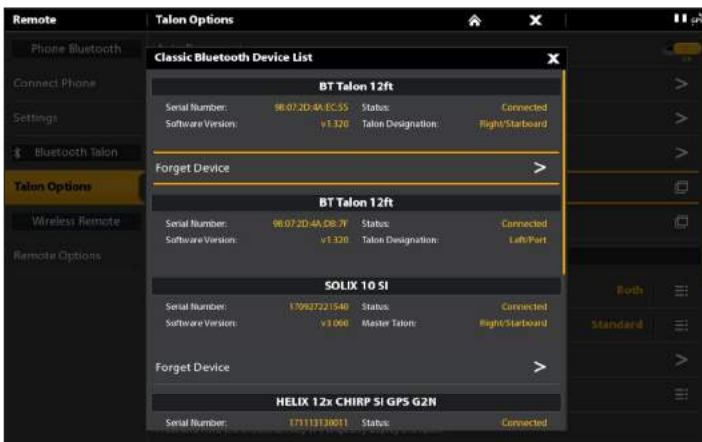 Remote Talon Options X
Phone Bluetooth
Classic Bluetooth Device List X
Connect Phone
BT Talon 12ft
Serial Number: 98:07:2D:4A:EC:55 Status: Connected
Software Version: v1.320 Talon Designation: Right/Starboard
Settings
Bluetooth Talon
Forget Device >
Talon Options
BT Talon 12ft
Wireless Remote
Serial Number: 98:07:2D:4A:DB:7F Status: Connected
Software Version: v1.320 Talon Designation: Left/Port
Remote Options
SOLIX 10 SI
Both
Serial Number: 170927221540 Status: Connected
Software Version: v3.060 Master Talon: Right/Starboard
Standard
Forget Device >
HELIX 12x CHIRP SI GPS G2N
Serial Number: 171113130011 Status: Connected